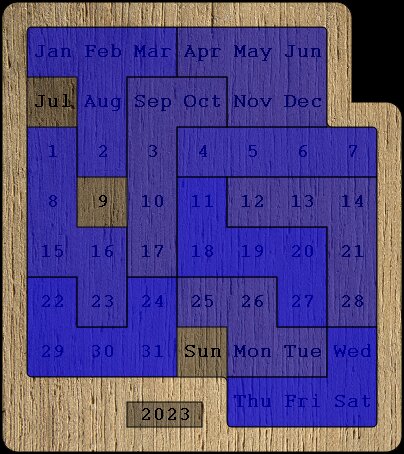 Jan Feb Mar Apr May Jun
Jul Aug Sep Oct Nov Dec
1 2 3 4 5 6 7
8 9 10 11 12 13 14
15 16 17 18 19 20 21
22 23 24 25 26 27 28
29 30 31 Sun Mon Tue Wed
Thu Fri Sat
2023